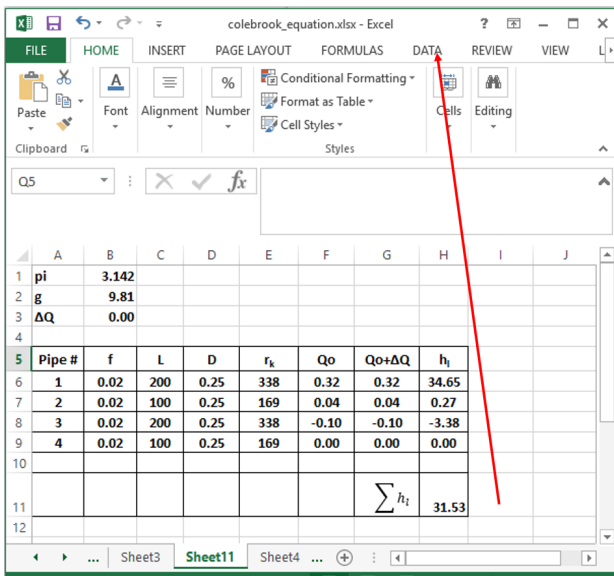 colebrook_equation.xlsx - Excel
FILE HOME INSERT PAGE LAYOUT FORMULAS DATA REVIEW VIEW L
Paste
Clipboard
Font
Alignment
%
Number
Conditional Formatting
Format as Table
Cell Styles
Styles
Cells
Editing
Q5 fx
A B C D E F G H I J
1 pi 3.142
2 g 9.81
3 ΔQ 0.00
4
5 Pipe # f L D rk Qo Qo+ΔQ hl
6 1 0.02 200 0.25 338 0.32 0.32 34.65
7 2 0.02 100 0.25 169 0.04 0.04 0.27
8 3 0.02 200 0.25 338 -0.10 -0.10 -3.38
9 4 0.02 100 0.25 169 0.00 0.00 0.00
10
11 ∑hl 31.53
12
... Sheet3 Sheet11 Sheet4 ...